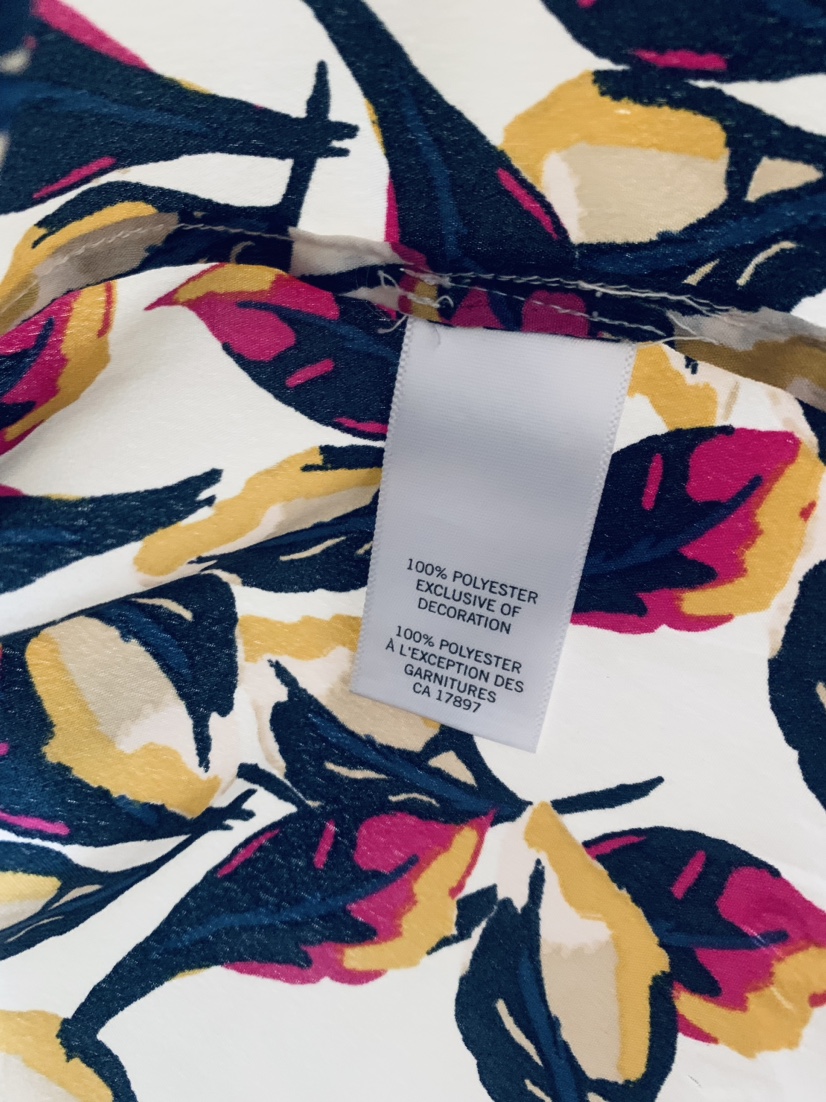 100% POLYESTER
EXCLUSIVE OF
DECORATION
100% POLYESTER
À L'EXCEPTION DES
GARNITURES
CA 17897